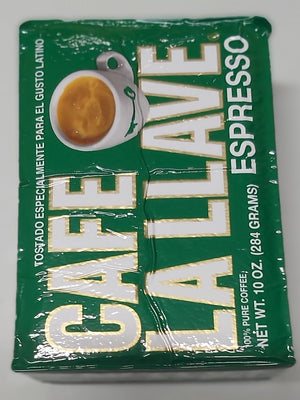 TOSTADO ESPECIALMENTE PARA EL GUSTO LATINO
CAFE
LA LLAVE
ESPRESSO
100% PURE COFFEE;
NET WT. 10 OZ. (284 GRAMS)